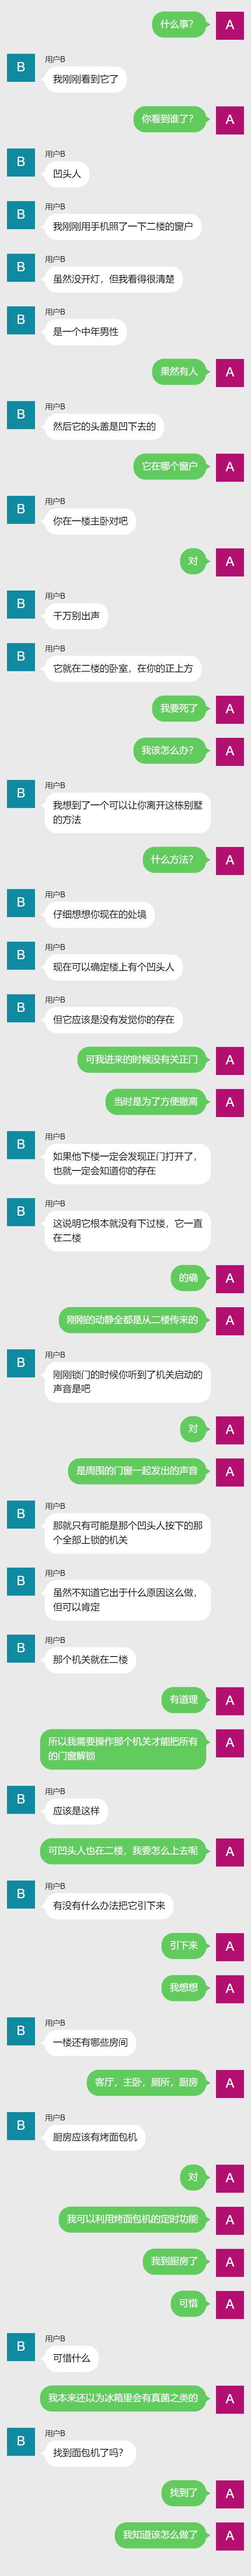 什么事?
A
B
用户B
我刚刚看到它了
你看到谁了?
A
B
用户B
凹头人
B
用户B
我刚刚用手机照了一下二楼的窗户
B
用户B
虽然没开灯，但我看得很清楚
B
用户B
是一个中年男性
果然有人
A
B
用户B
然后它的头盖是凹下去的
它在哪个窗户
A
B
用户B
你在一楼主卧对吧
对
A
B
用户B
千万别出声
B
用户B
它就在二楼的卧室，在你的正上方
我要死了
A
我该怎么办?
A
B
用户B
我想到了一个可以让你离开这栋别墅
的方法
什么方法?
A
B
用户B
仔细想想你现在的处境
B
用户B
现在可以确定楼上有个凹头人
B
用户B
但它应该是没有发觉你的存在
可我进来的时候没有关正门
A
当时是为了方便撤离
A
B
用户B
如果他下楼一定会发现正门打开了，
也就一定会知道你的存在
B
用户B
这说明它根本就没有下过楼，它一直
在二楼
的确
A
刚刚的动静全都是从二楼传来的
A
B
用户B
刚刚锁门的时候你听到了机关启动的
声音是吧
对
A
是周围的门窗一起发出的声音
A
B
用户B
那就只有可能是那个凹头人按下的那
个全部上锁的机关
B
用户B
虽然不知道它出于什么原因这么做，
但可以肯定
B
用户B
那个机关就在二楼
有道理
A
所以我需要操作那个机关才能把所有
的门窗解锁
A
B
用户B
应该是这样
可凹头人也在二楼，我要怎么上去呢
A
B
用户B
有没有什么办法把它引下来
引下来
A
我想想
A
B
用户B
一楼还有哪些房间
客厅，主卧，厕所，厨房
A
B
用户B
厨房应该有烤面包机
对
A
我可以利用烤面包机的定时功能
A
我到厨房了
A
可惜
A
B
用户B
可惜什么
我本来还以为冰箱里会有真菌之类的
A
B
用户B
找到面包机了吗?
找到了
A
我知道该怎么做了
A